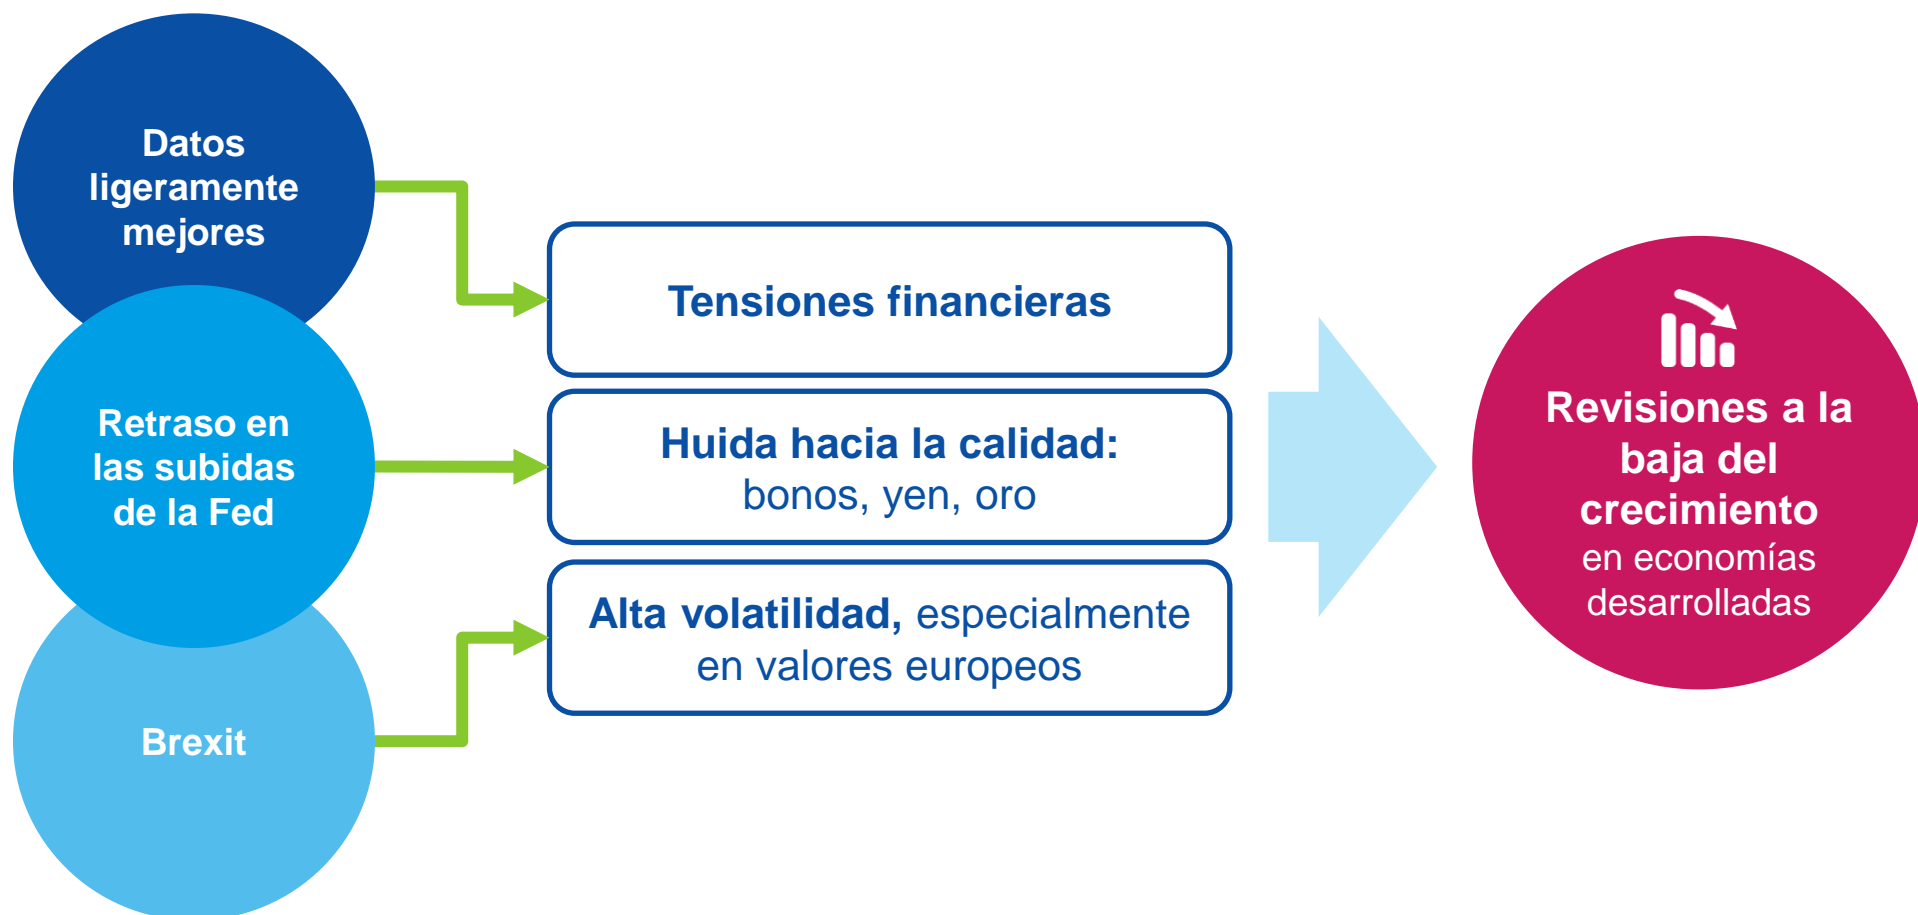 Datos
ligeramente
mejores
Retraso en
las subidas
de la Fed
Brexit
Tensiones financieras
Huida hacia la calidad:
bonos, yen, oro
Alta volatilidad, especialmente
en valores europeos
Revisiones a la
baja del
crecimiento
en economías
desarrolladas